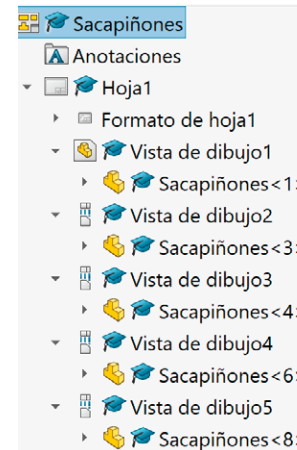 Sacapiñones
Anotaciones
Hoja1
Formato de hoja1
Vista de dibujo1
Sacapiñones<1>
Vista de dibujo2
Sacapiñones<3>
Vista de dibujo3
Sacapiñones<4>
Vista de dibujo4
Sacapiñones<6>
Vista de dibujo5
Sacapiñones<8>